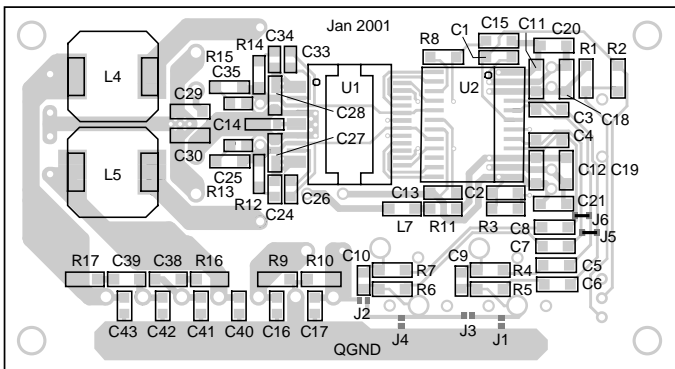 C34 Jan 2001 C15 C11 C20
R14 C33 R8 C1 R1 R2
R15
C35
L4 U1 U2
C29 C28 C3 C18
C14 C27 C4
C30
L5 C25 C12 C19
R13 R12 C24 C26 C13 C2 C21
L7 R11 R3 C8 J6
C7 J5
R17 C39 C38 R16 R9 R10 C10 R7 C9 R4 C5
R6 R5 C6
C43 C42 C41 C40 C16 C17 J2 J4 J3 J1
QGND